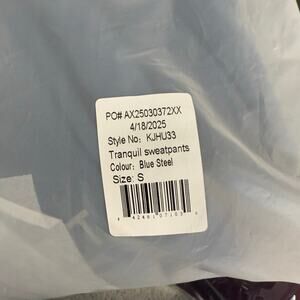 PO# AX25030372XX
4/18/2025
Style No: KJHU33
Tranquil sweatpants
Colour: Blue Steel
Size: S